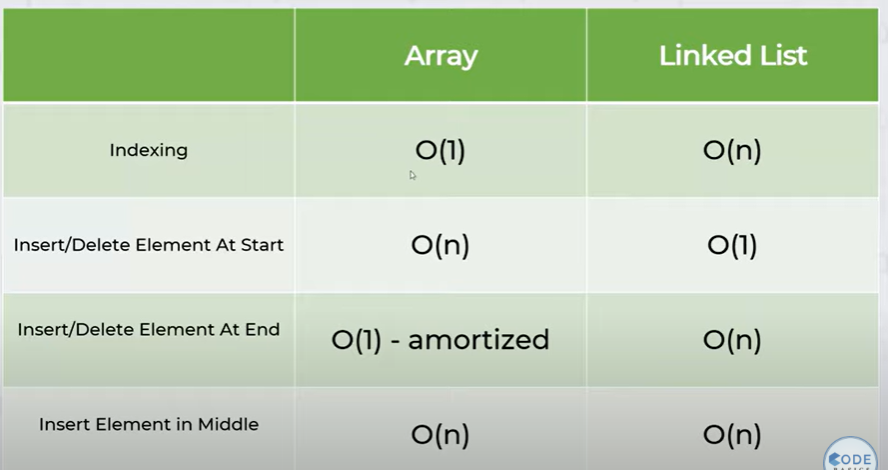 Array Linked List
Indexing O(1) O(n)
Insert/Delete Element At Start O(n) O(1)
Insert/Delete Element At End O(1) - amortized O(n)
Insert Element in Middle O(n) O(n)
CODE
BASICS